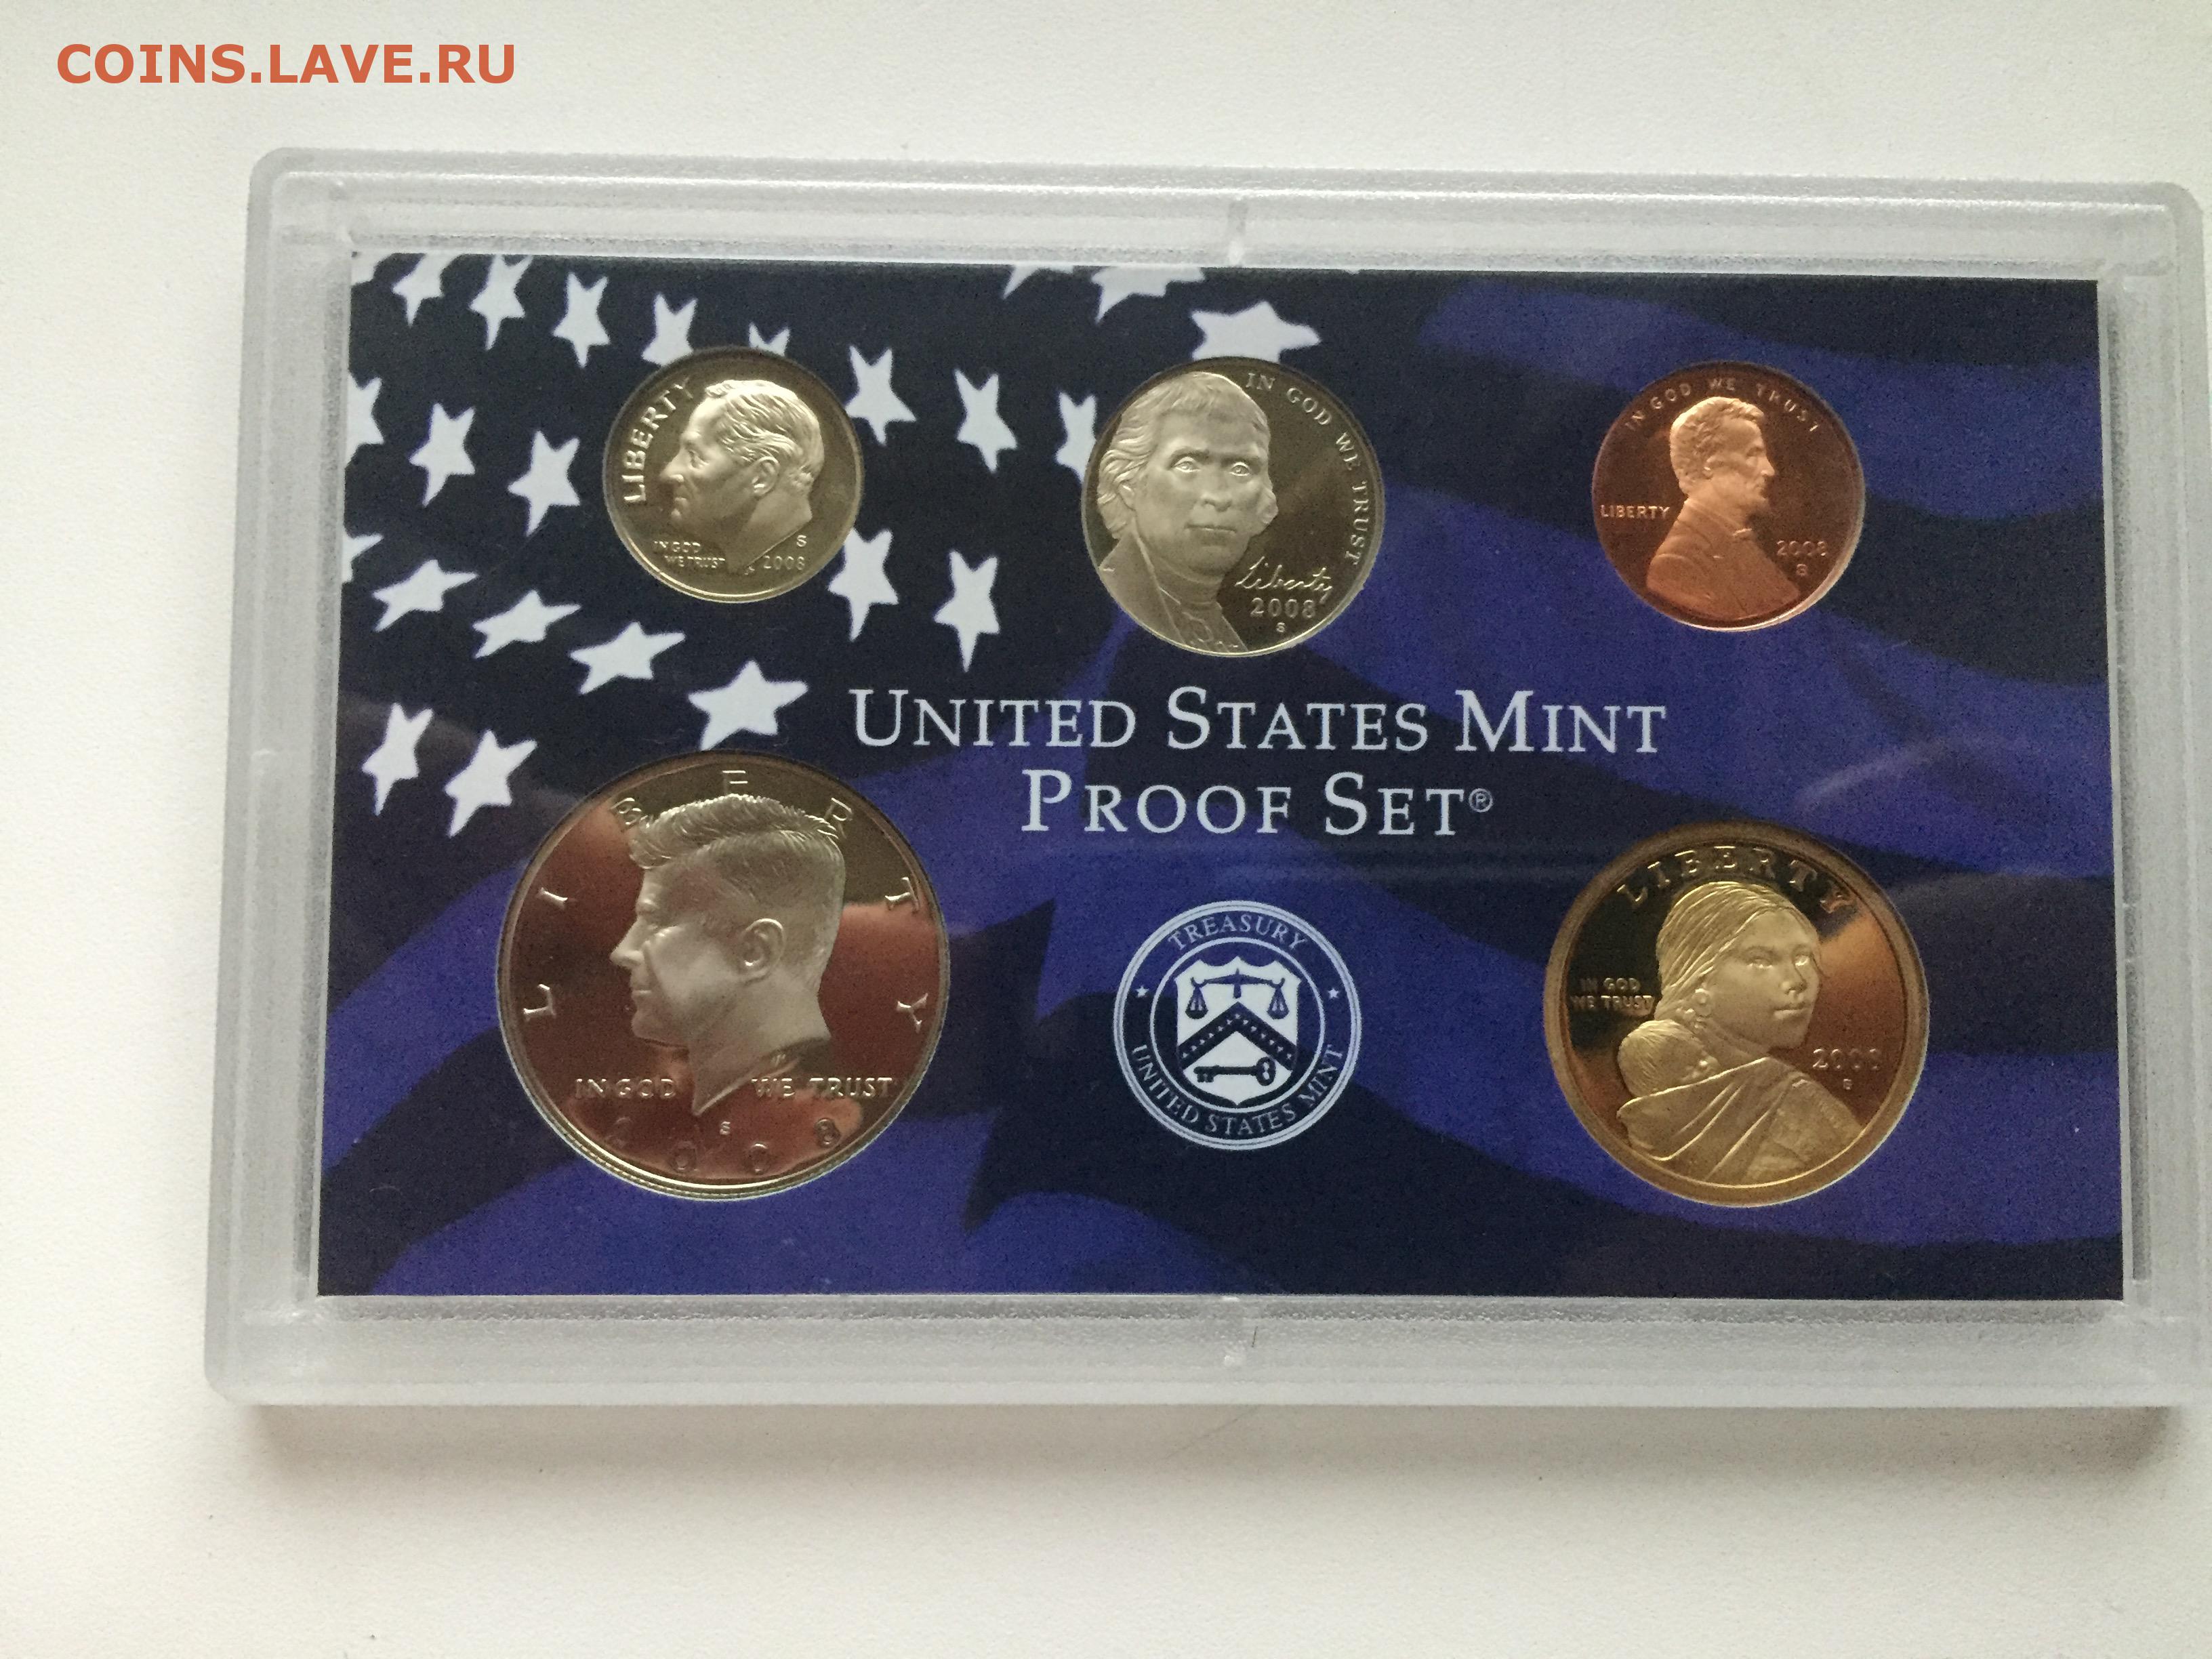 COINS.LAVE.RU
LIBERTY
IN GOD
WE TRUST
S
2008
IN GOD WE TRUST
Liberty
2008
S
IN GOD WE TRUST
LIBERTY
2008
S
UNITED STATES MINT
PROOF SET®
LIBERTY
IN GOD WE TRUST
S
2008
TREASURY
UNITED STATES MINT
LIBERTY
IN GOD
WE TRUST
2008
S